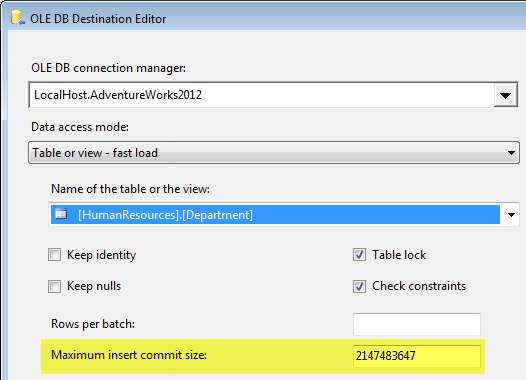 OLE DB Destination Editor
OLE DB connection manager:
LocalHost.AdventureWorks2012
Data access mode:
Table or view - fast load
Name of the table or the view:
[HumanResources].[Department]
Keep identity Table lock
Keep nulls Check constraints
Rows per batch:
Maximum insert commit size: 2147483647